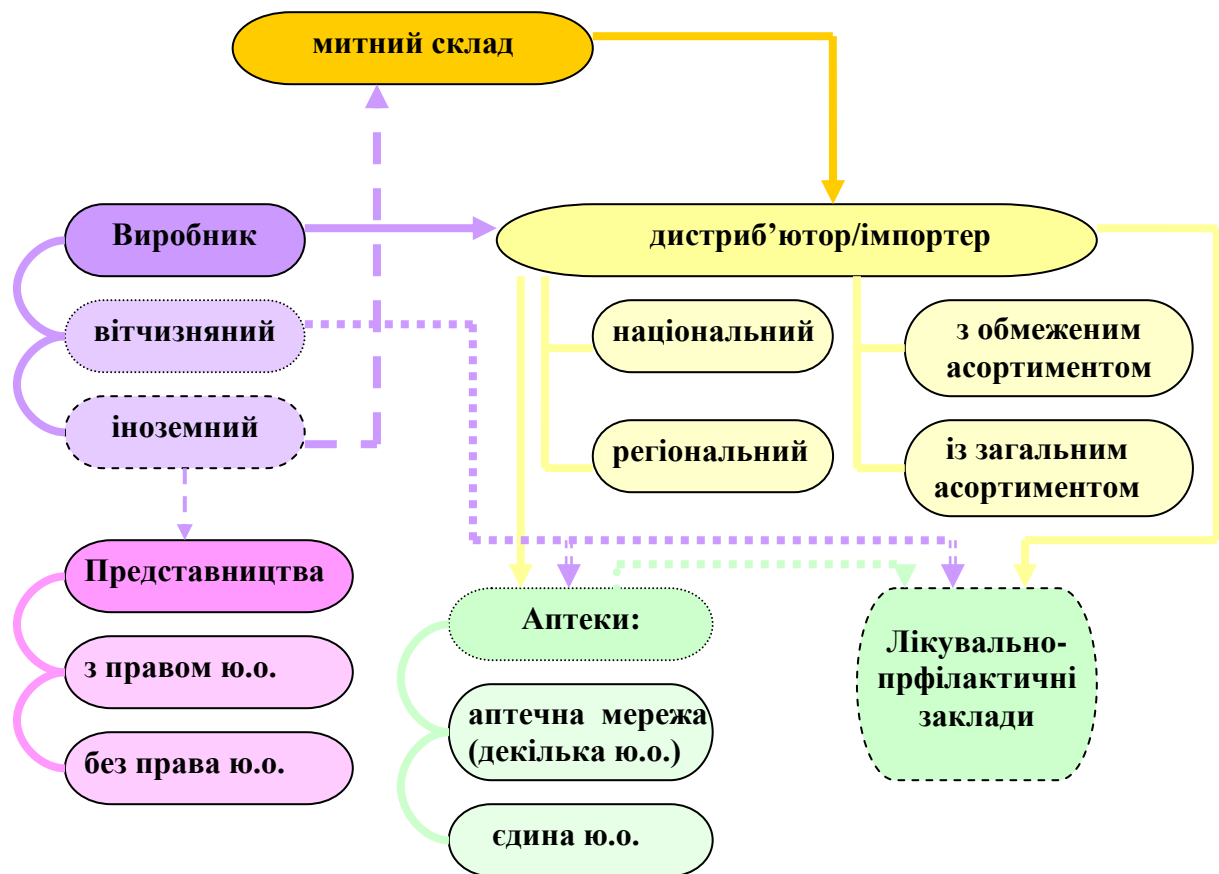 митний склад
Виробник
дистриб’ютор/імпортер
вітчизняний
національний
з обмеженим
асортиментом
іноземний
регіональний
із загальним
асортиментом
Представництва
з правом ю.о.
без права ю.о.
Аптеки:
аптечна мережа
(декілька ю.о.)
єдина ю.о.
Лікувально-
прфілактичні
заклади